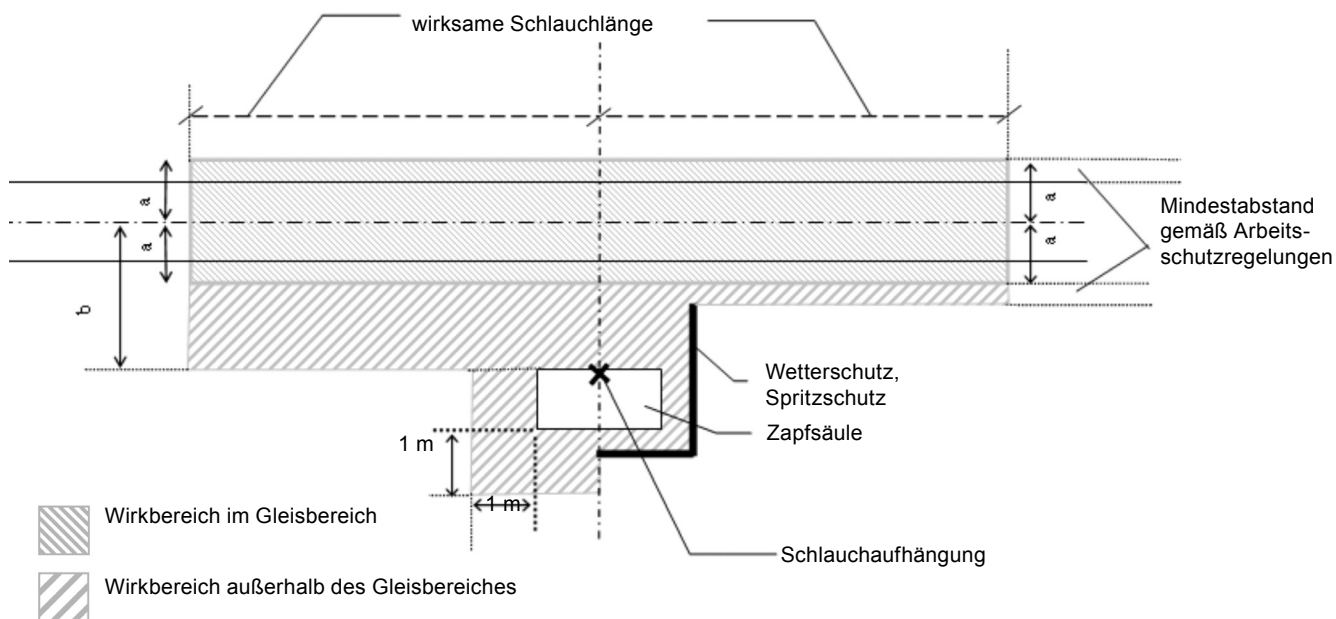 wirksame Schlauchlänge
a
a
a
a
b
Mindestabstand
gemäß Arbeits-
schutzregelungen
Wetterschutz,
Spritzschutz
Zapfsäule
1 m
1 m
Wirkbereich im Gleisbereich
Schlauchaufhängung
Wirkbereich außerhalb des Gleisbereiches